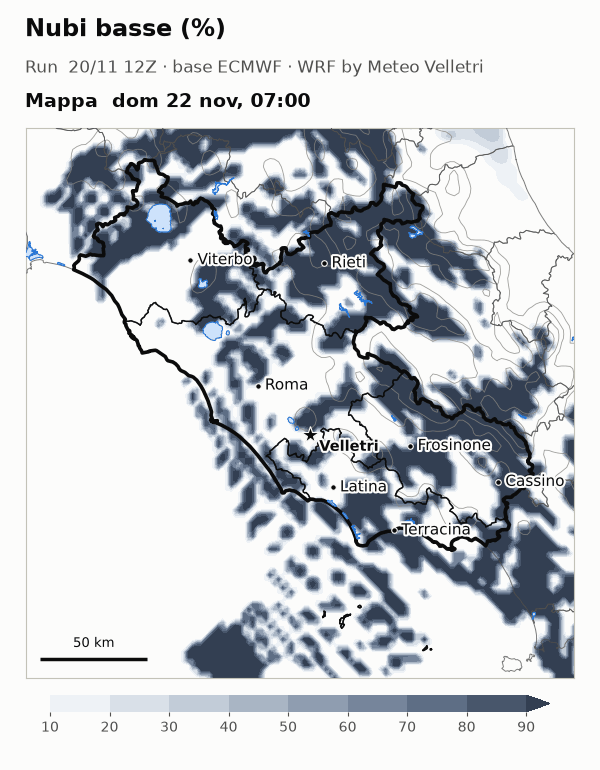 Nubi basse (%)
Run  20/11 12Z · base ECMWF · WRF by Meteo Velletri
Mappa  dom 22 nov, 07:00
Viterbo
Rieti
Roma
Velletri
Frosinone
Cassino
Latina
Terracina
50 km
10 20 30 40 50 60 70 80 90